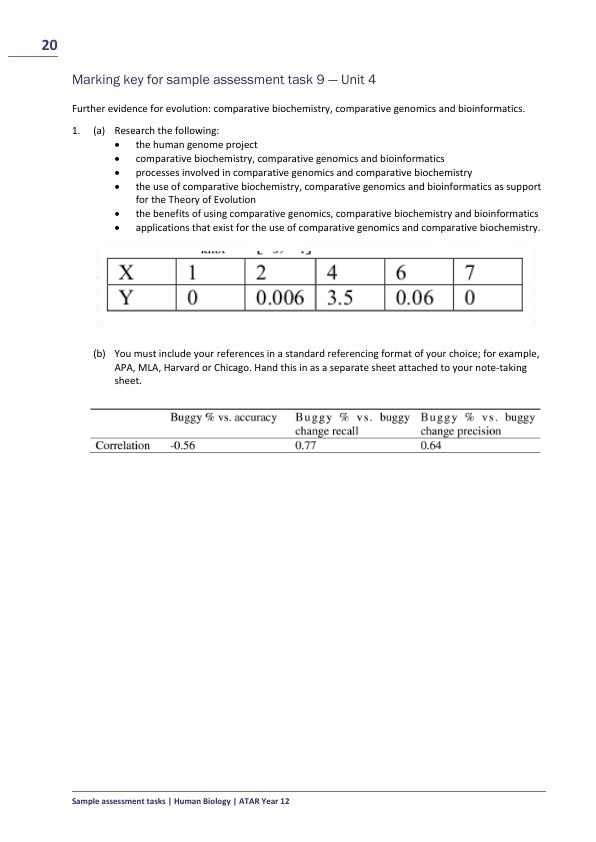 20
Marking key for sample assessment task 9 — Unit 4
Further evidence for evolution: comparative biochemistry, comparative genomics and bioinformatics.
1. (a) Research the following:
• the human genome project
• comparative biochemistry, comparative genomics and bioinformatics
• processes involved in comparative genomics and comparative biochemistry
• the use of comparative biochemistry, comparative genomics and bioinformatics as support
for the Theory of Evolution
• the benefits of using comparative genomics, comparative biochemistry and bioinformatics
• applications that exist for the use of comparative genomics and comparative biochemistry.
X 1 2 4 6 7
Y 0 0.006 3.5 0.06 0
(b) You must include your references in a standard referencing format of your choice; for example,
APA, MLA, Harvard or Chicago. Hand this in as a separate sheet attached to your note-taking
sheet.
Buggy % vs. accuracy Buggy % vs. buggy Buggy % vs. buggy
change recall change precision
Correlation -0.56 0.77 0.64
Sample assessment tasks | Human Biology | ATAR Year 12